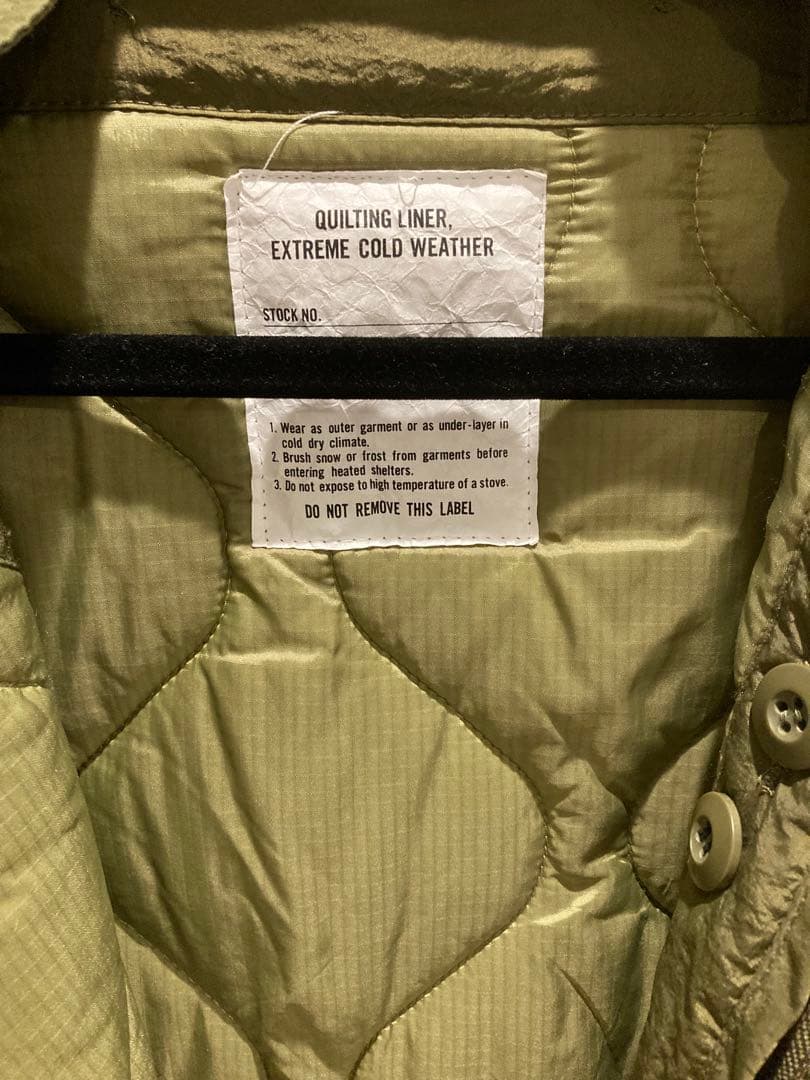 QUILTING LINER,
EXTREME COLD WEATHER
STOCK NO.
1. Wear as outer garment or as under-layer in
cold dry climate.
2. Brush snow or frost from garments before
entering heated shelters.
3. Do not expose to high temperature of a stove.
DO NOT REMOVE THIS LABEL